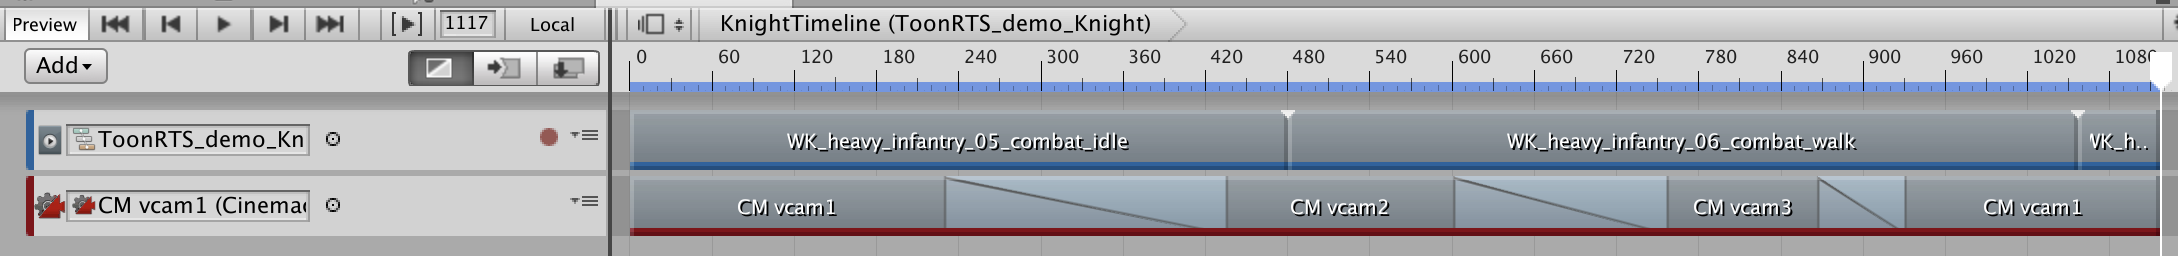 Preview 1117 Local KnightTimeline (ToonRTS_demo_Knight)
Add
0 60 120 180 240 300 360 420 480 540 600 660 720 780 840 900 960 1020 1080
ToonRTS_demo_Kn WK_heavy_infantry_05_combat_idle WK_heavy_infantry_06_combat_walk WK_h..
CM vcam1 (Cinema CM vcam1 CM vcam2 CM vcam3 CM vcam1